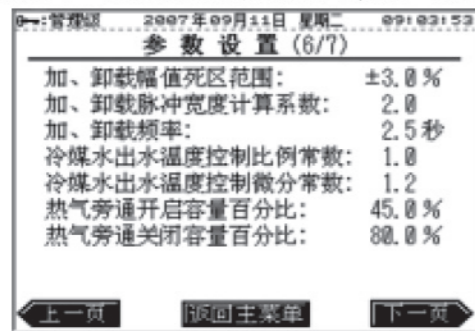 :管理级 2007年09月11日 星期二 09:03:53
参数设置(6/7)
加、卸载幅值死区范围: ±3.0%
加、卸载脉冲宽度计算系数: 2.0
加、卸载频率: 2.5秒
冷媒水出水温度控制比例常数: 1.0
冷媒水出水温度控制微分常数: 1.2
热气旁通开启容量百分比: 45.0%
热气旁通关闭容量百分比: 80.0%
上一页 返回主菜单 下一页